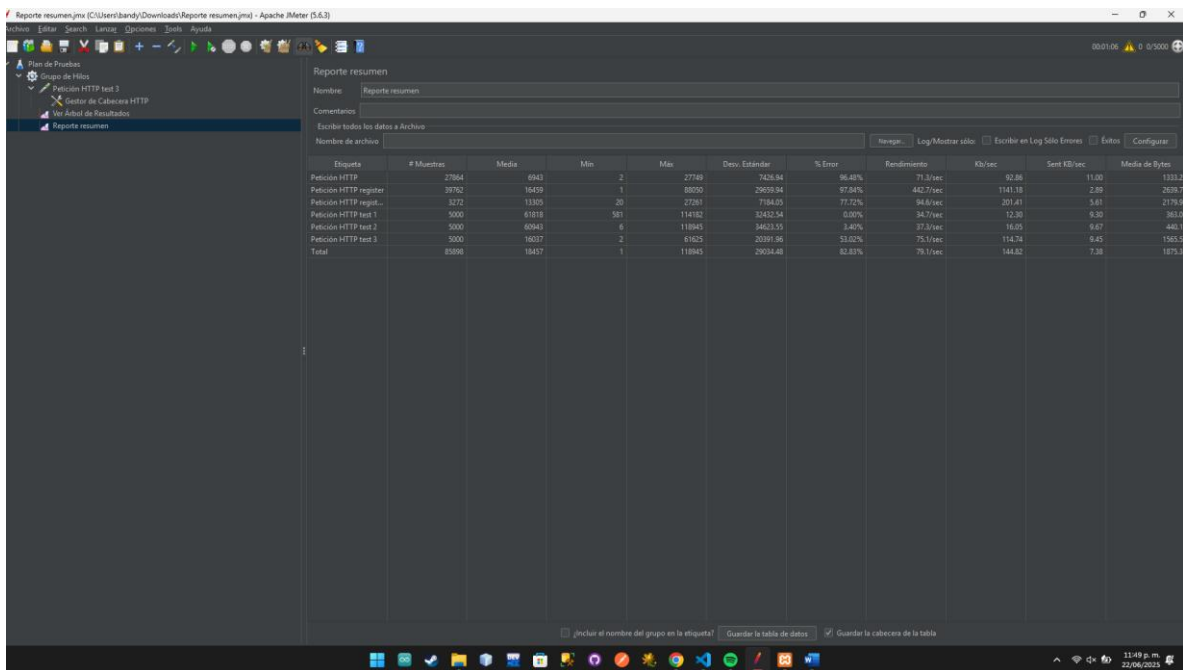 Reporte resumen.jmx (C:\Users\bandy\Downloads\Reporte resumen.jmx) - Apache JMeter (5.6.3)
Archivo Editar Search Lanzar Opciones Tools Ayuda
00:01:06 0 0/5000
Plan de Pruebas
Grupo de Hilos
Petición HTTP test 3
Gestor de Cabecera HTTP
Ver Árbol de Resultados
Reporte resumen
Reporte resumen
Nombre: Reporte resumen
Comentarios
Escribir todos los datos a Archivo
Nombre de archivo Navegar... Log/Mostrar sólo: Escribir en Log Sólo Errores Éxitos Configurar
Etiqueta # Muestras Media Mín Máx Desv. Estándar % Error Rendimiento Kb/sec Sent KB/sec Media de Bytes
Petición HTTP 27864 6943 2 27749 7426.94 96.48% 71.3/sec 92.86 11.00 1333.2
Petición HTTP register 39762 16459 1 88050 29659.94 97.84% 442.7/sec 1141.18 2.89 2639.7
Petición HTTP regist... 3272 13305 20 27261 7184.05 77.72% 94.6/sec 201.41 5.61 2179.9
Petición HTTP test 1 5000 61818 581 114182 32432.54 0.00% 34.7/sec 12.30 9.30 363.0
Petición HTTP test 2 5000 60943 6 118945 34623.55 3.40% 37.3/sec 16.05 9.67 440.1
Petición HTTP test 3 5000 16037 2 61625 20391.96 53.02% 75.1/sec 114.74 9.45 1565.5
Total 85898 18457 1 118945 29034.48 82.83% 79.1/sec 144.82 7.38 1875.3
¿Incluir el nombre del grupo en la etiqueta? Guardar la tabla de datos Guardar la cabecera de la tabla
11:49 p. m.
22/06/2025